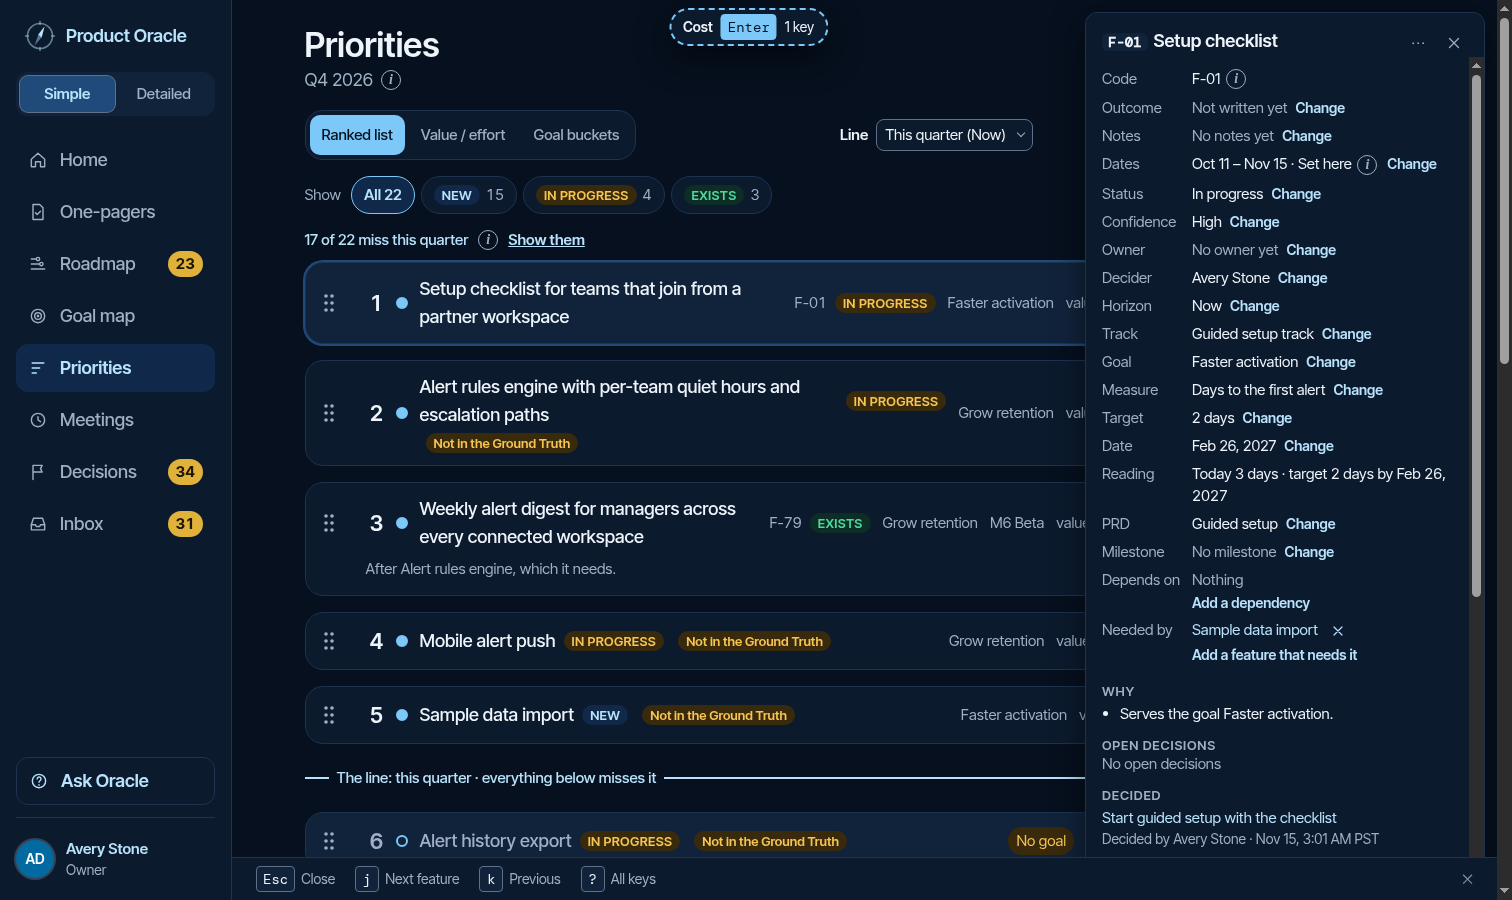 Product Oracle
Simple
Detailed
Home
One-pagers
Roadmap 23
Goal map
Priorities
Meetings
Decisions 34
Inbox 31
Ask Oracle
AD
Avery Stone
Owner
Cost Enter 1 key
Priorities
Q4 2026 i
Ranked list
Value / effort
Goal buckets
Line This quarter (Now)
Show All 22 NEW 15 IN PROGRESS 4 EXISTS 3
17 of 22 miss this quarter i Show them
1 Setup checklist for teams that join from a
partner workspace
F-01 IN PROGRESS Faster activation
2 Alert rules engine with per-team quiet hours and
escalation paths
Not in the Ground Truth
IN PROGRESS Grow retention
3 Weekly alert digest for managers across
every connected workspace
F-79 EXISTS Grow retention M6 Beta value
After Alert rules engine, which it needs.
4 Mobile alert push IN PROGRESS Not in the Ground Truth Grow retention value
5 Sample data import NEW Not in the Ground Truth Faster activation
The line: this quarter · everything below misses it
6 Alert history export IN PROGRESS Not in the Ground Truth No goal
F-01 Setup checklist ...
Code F-01 i
Outcome Not written yet Change
Notes No notes yet Change
Dates Oct 11 – Nov 15 · Set here i Change
Status In progress Change
Confidence High Change
Owner No owner yet Change
Decider Avery Stone Change
Horizon Now Change
Track Guided setup track Change
Goal Faster activation Change
Measure Days to the first alert Change
Target 2 days Change
Date Feb 26, 2027 Change
Reading Today 3 days · target 2 days by Feb 26,
2027
PRD Guided setup Change
Milestone No milestone Change
Depends on Nothing
Add a dependency
Needed by Sample data import
Add a feature that needs it
WHY
• Serves the goal Faster activation.
OPEN DECISIONS
No open decisions
DECIDED
Start guided setup with the checklist
Decided by Avery Stone · Nov 15, 3:01 AM PST
Esc Close j Next feature k Previous ? All keys